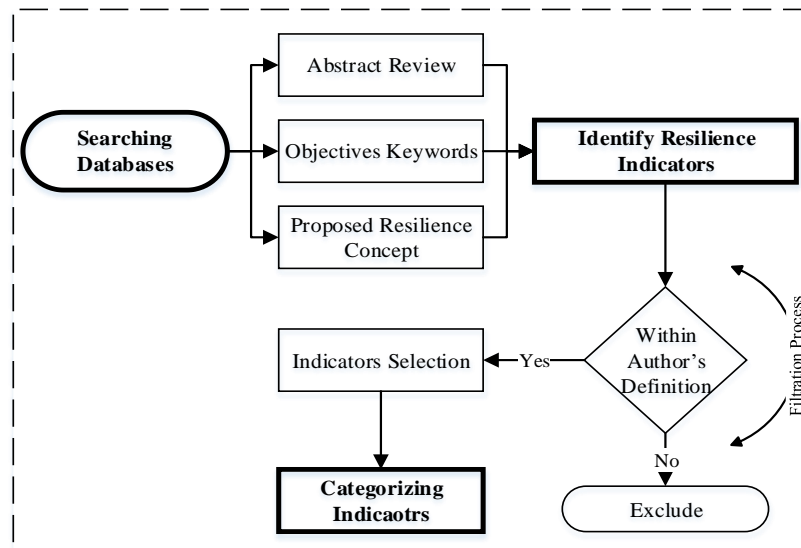 Abstract Review
Searching
Databases
Objectives Keywords
Identify Resilience
Indicators
Proposed Resilience
Concept
Filtration Process
Within
Author's
Definition
Yes
Indicators Selection
No
Categorizing
Indicaotrs
Exclude